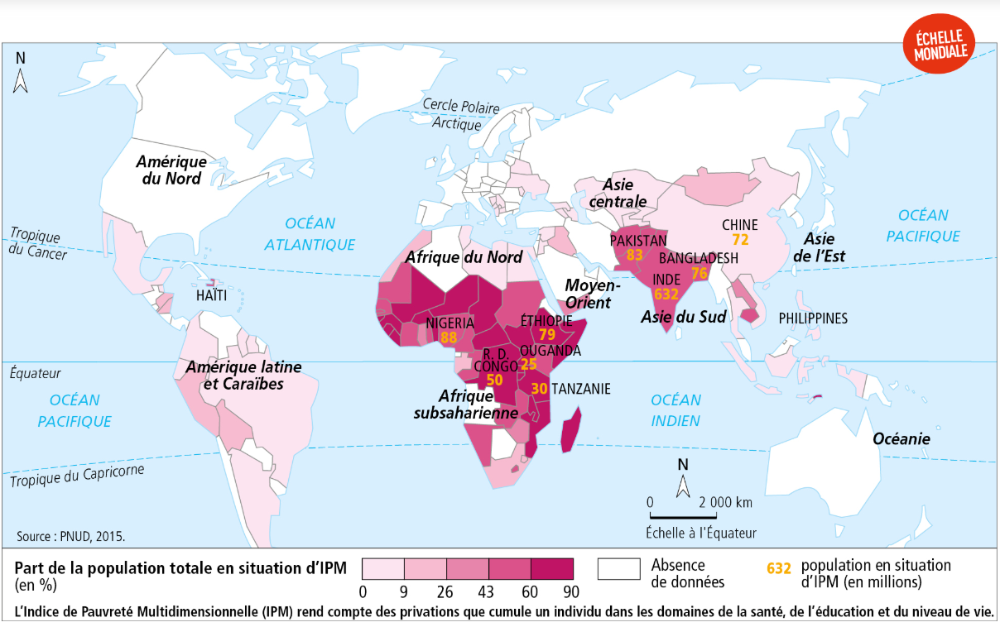 ÉCHELLE
MONDIALE
N
Cercle Polaire
Arctique
Amérique
du Nord
Asie
centrale
OCÉAN
ATLANTIQUE
CHINE
72
OCÉAN
PACIFIQUE
Tropique
du Cancer
PAKISTAN
83
Asie
de l'Est
Afrique du Nord
BANGLADESH
76
INDE
632
HAÏTI
Moyen-
Orient
Asie du Sud
PHILIPPINES
NIGERIA
88
ÉTHIOPIE
79
OUGANDA
25
R. D.
CONGO
50
Équateur
Amérique latine
et Caraïbes
30 TANZANIE
OCÉAN
PACIFIQUE
Afrique
subsaharienne
OCÉAN
INDIEN
Océanie
Tropique du Capricorne
N
0 2 000 km
Échelle à l'Équateur
Source : PNUD, 2015.
Part de la population totale en situation d'IPM
(en %)
0 9 26 43 60 90
Absence
de données
632 population en situation
d'IPM (en millions)
L'Indice de Pauvreté Multidimensionnelle (IPM) rend compte des privations que cumule un individu dans les domaines de la santé, de l'éducation et du niveau de vie.